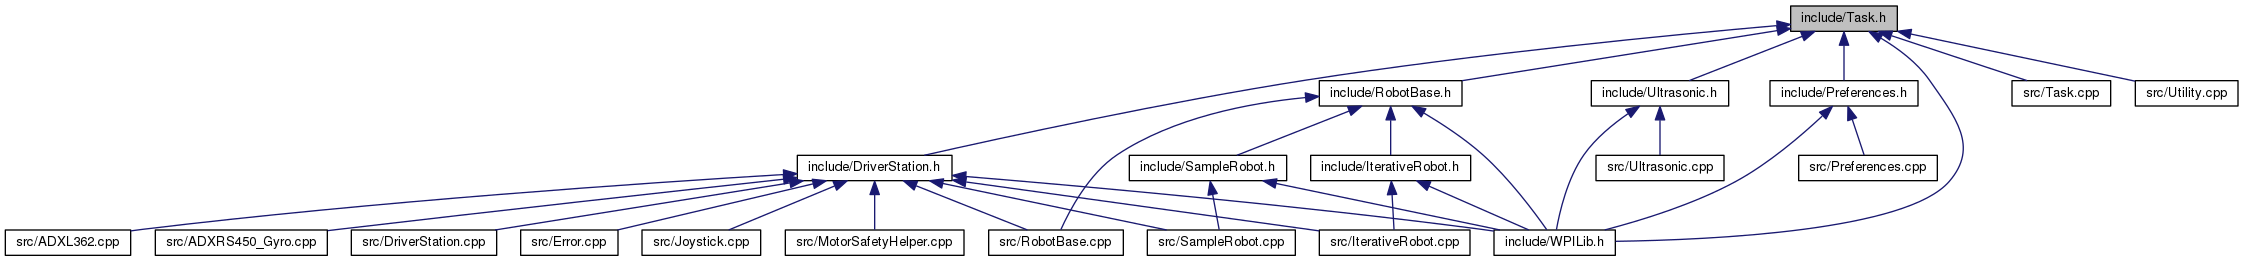 include/Task.h
include/RobotBase.h
include/Ultrasonic.h
include/Preferences.h
src/Task.cpp
src/Utility.cpp
include/DriverStation.h
include/SampleRobot.h
include/IterativeRobot.h
src/Ultrasonic.cpp
src/Preferences.cpp
src/ADXL362.cpp
src/ADXRS450_Gyro.cpp
src/DriverStation.cpp
src/Error.cpp
src/Joystick.cpp
src/MotorSafetyHelper.cpp
src/RobotBase.cpp
src/SampleRobot.cpp
src/IterativeRobot.cpp
include/WPILib.h